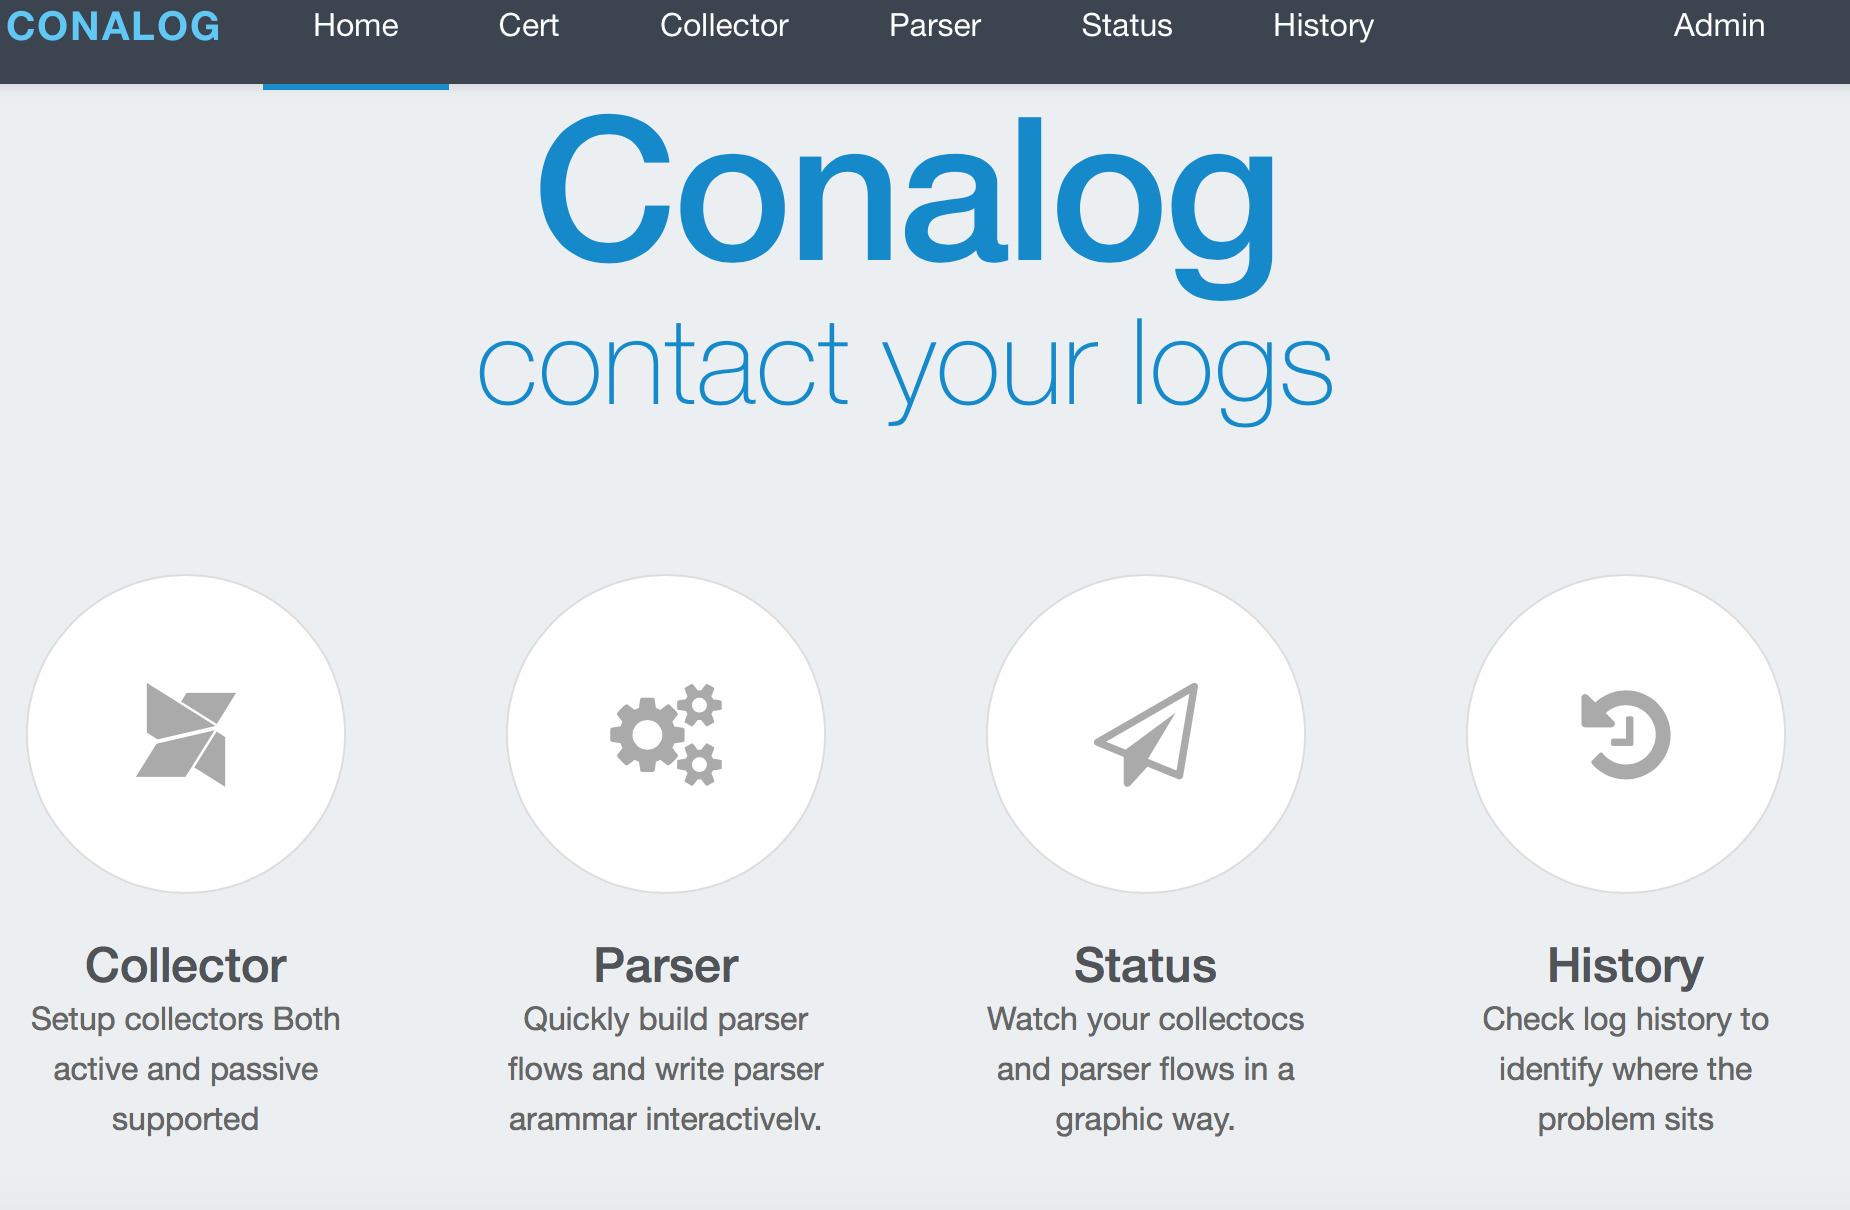 CONALOG Home Cert Collector Parser Status History Admin
Conalog
contact your logs
Collector
Setup collectors Both
active and passive
supported
Parser
Quickly build parser
flows and write parser
arammar interactivelv.
Status
Watch your collectocs
and parser flows in a
graphic way.
History
Check log history to
identify where the
problem sits